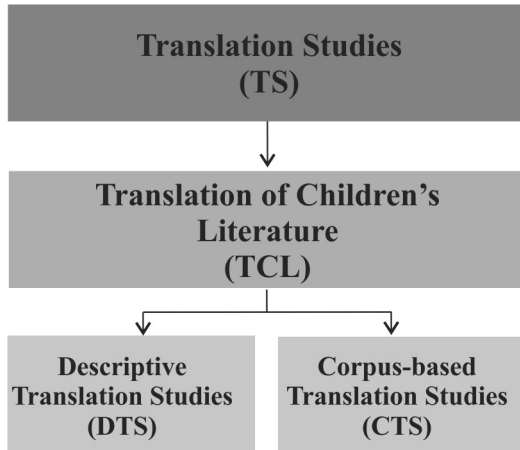 Translation Studies
(TS)
Translation of Children’s
Literature
(TCL)
Descriptive
Translation Studies
(DTS)
Corpus-based
Translation Studies
(CTS)